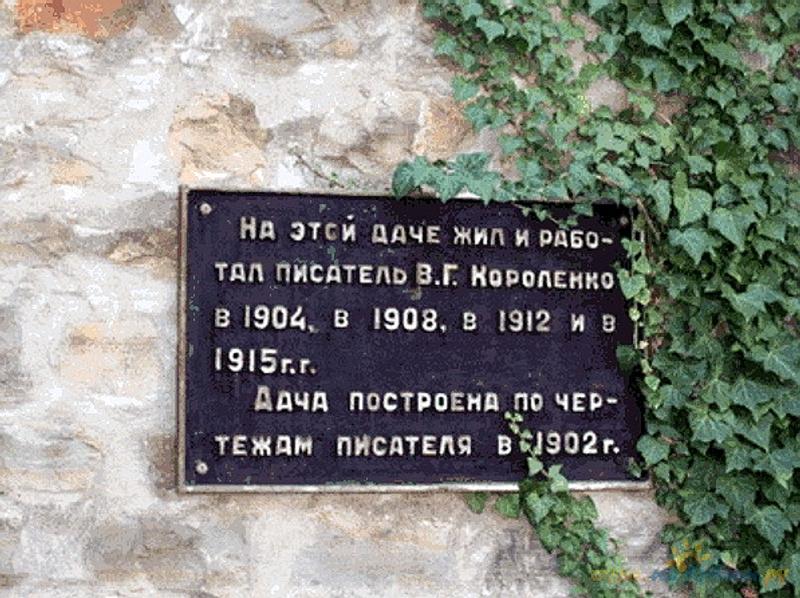 На этой даче жил и рабо-
тал писатель В.Г. Короленко
в 1904, в 1908, в 1912 и в
1915г.г.
Дача построена по чер-
тежам писателя в 1902г.